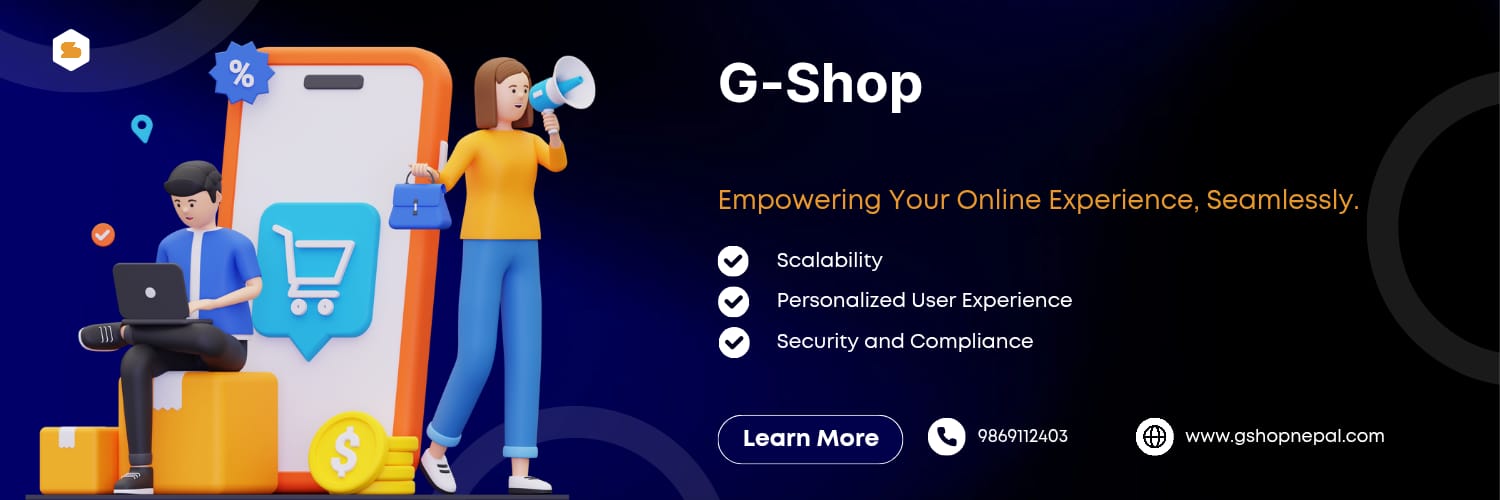 %
G-Shop
Empowering Your Online Experience, Seamlessly.
Scalability
Personalized User Experience
Security and Compliance
$
Learn More
9869112403
www.gshopnepal.com